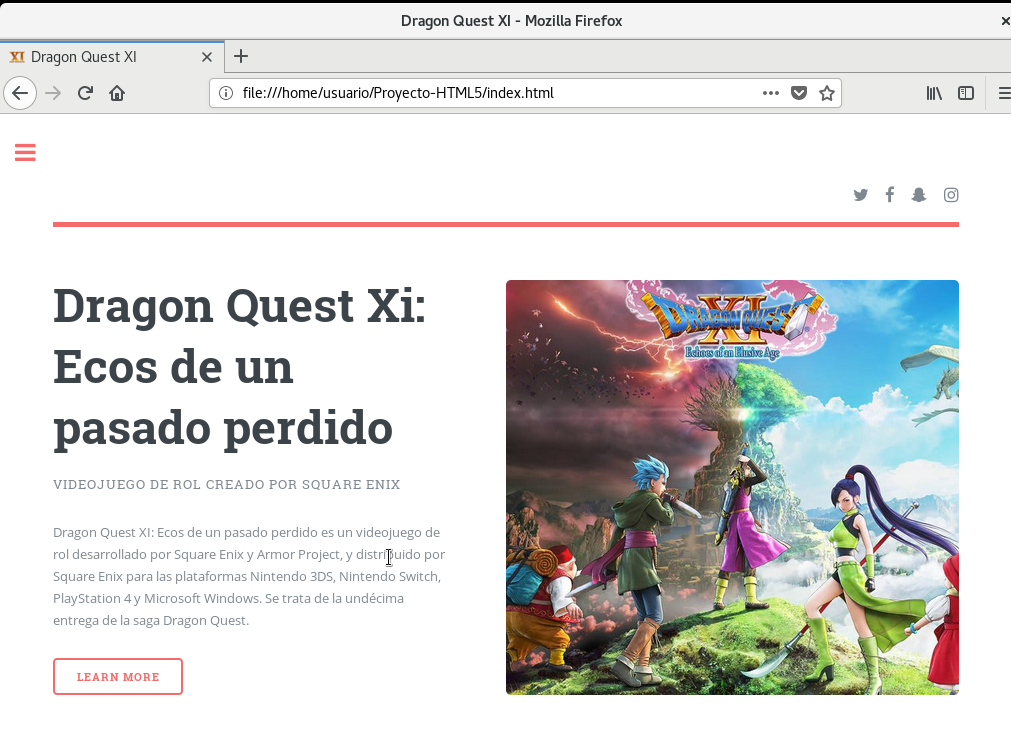 Dragon Quest XI - Mozilla Firefox
XI Dragon Quest XI
file:///home/usuario/Proyecto-HTML5/index.html
Dragon Quest Xi:
Ecos de un
pasado perdido
VIDEOJUEGO DE ROL CREADO POR SQUARE ENIX
Dragon Quest XI: Ecos de un pasado perdido es un videojuego de
rol desarrollado por Square Enix y Armor Project, y distribuido por
Square Enix para las plataformas Nintendo 3DS, Nintendo Switch,
PlayStation 4 y Microsoft Windows. Se trata de la undécima
entrega de la saga Dragon Quest.
LEARN MORE
DRAGON QUEST
XI
Echoes of an Elusive Age